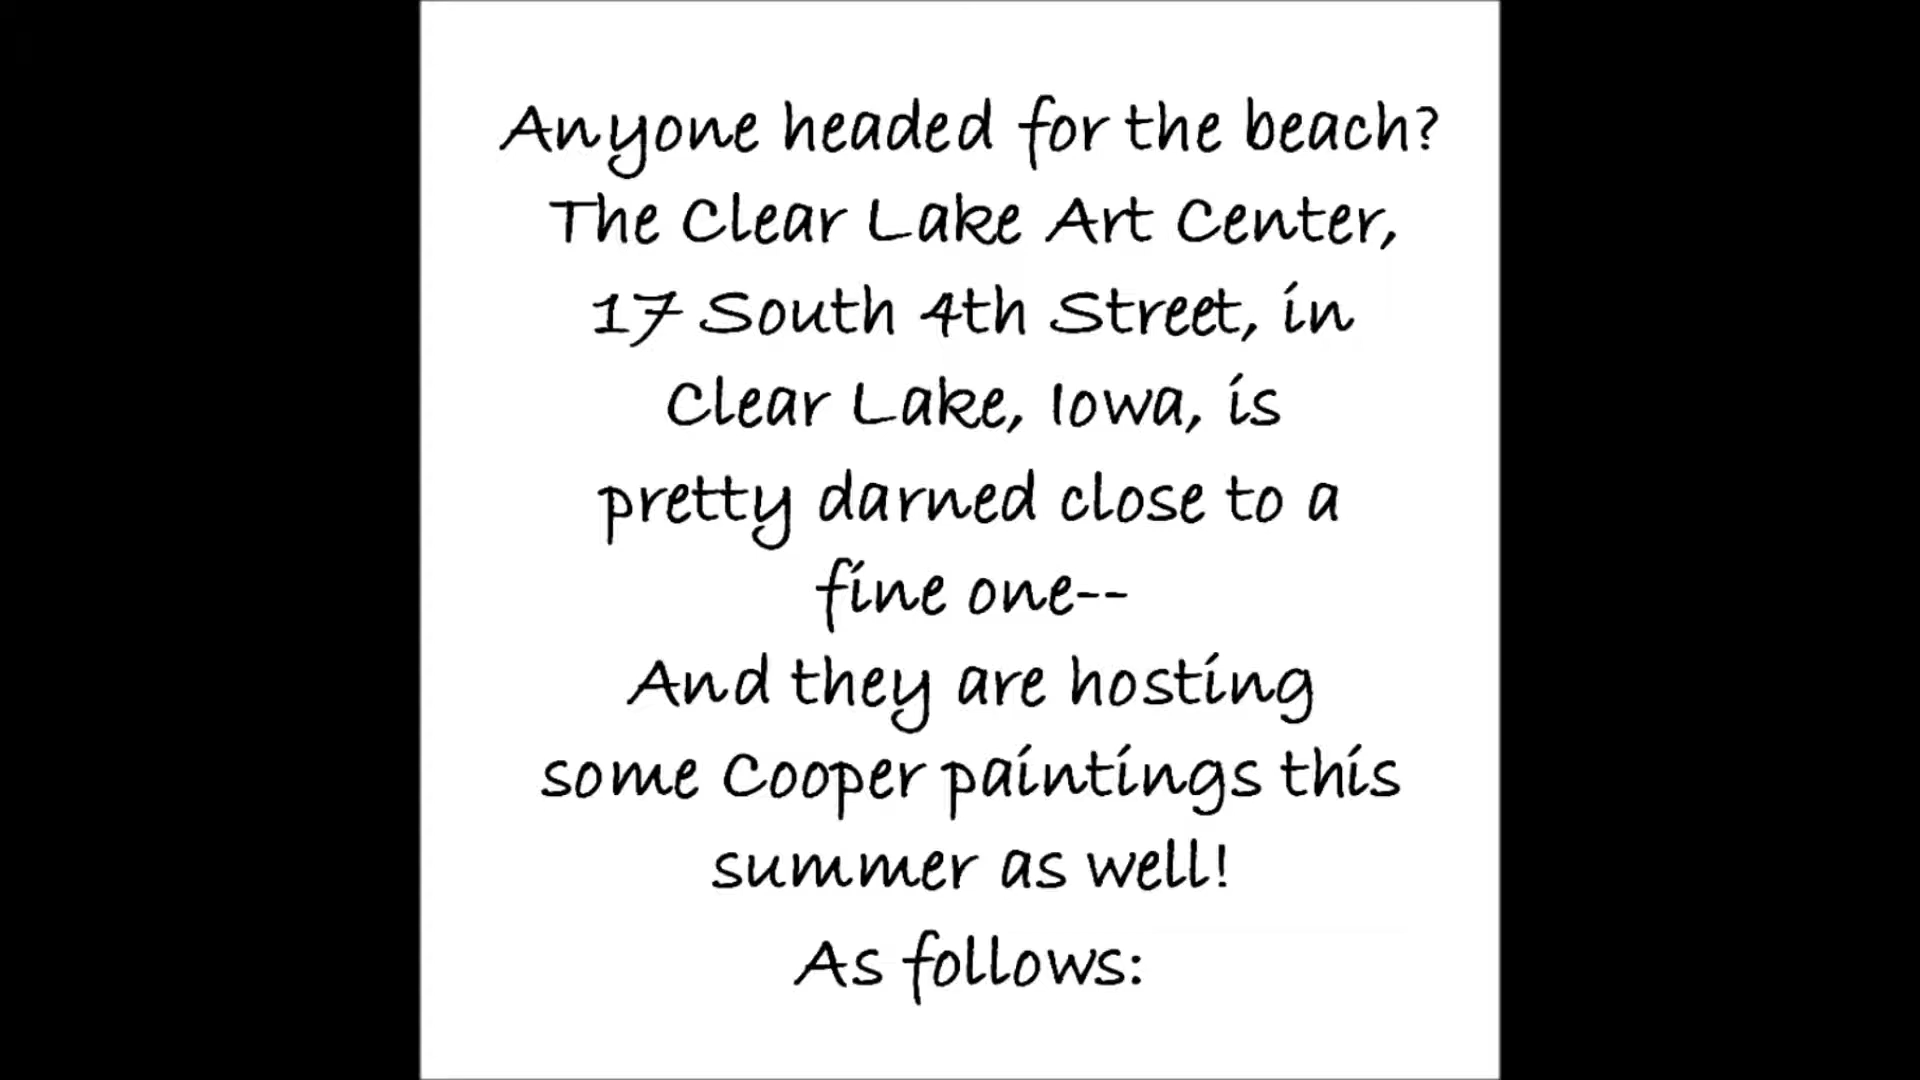 Anyone headed for the beach?
The Clear Lake Art Center,
17 South 4th Street, in
Clear Lake, Iowa, is
pretty darned close to a
fine one--
And they are hosting
some Cooper paintings this
summer as well!
As follows: